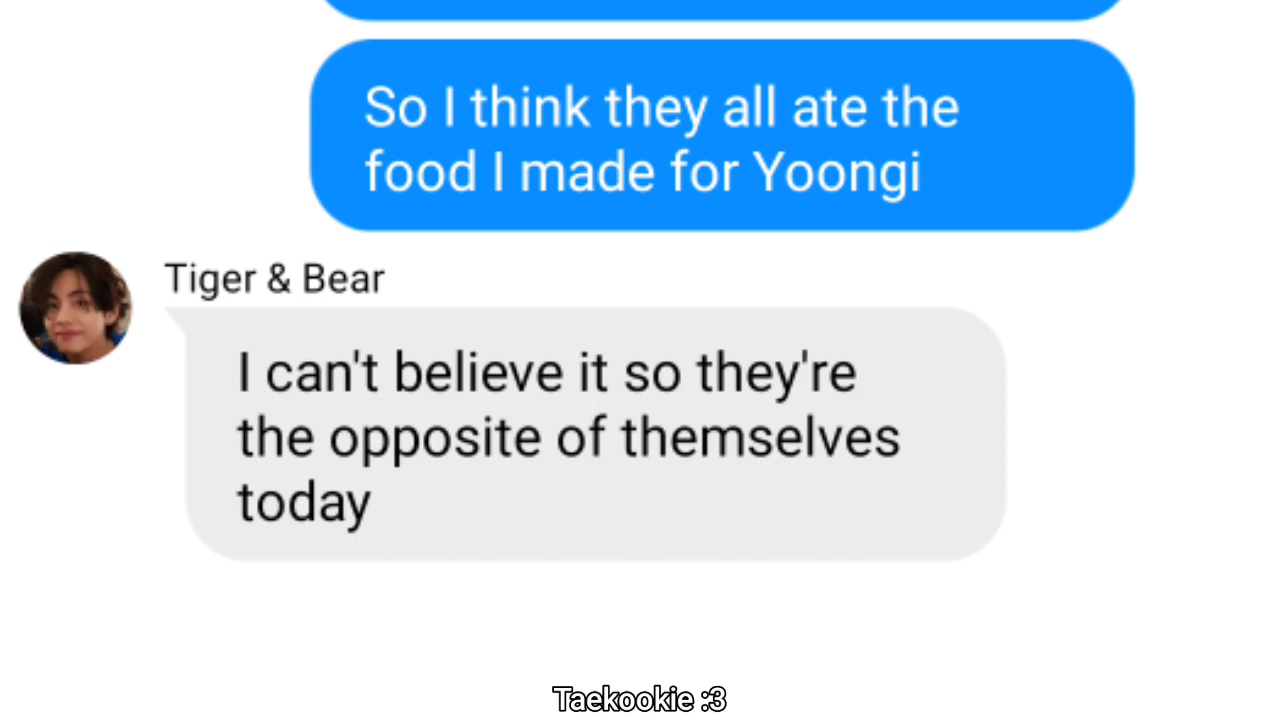 So I think they all ate the
food I made for Yoongi
Tiger & Bear
I can't believe it so they're
the opposite of themselves
today
Taekookie :3